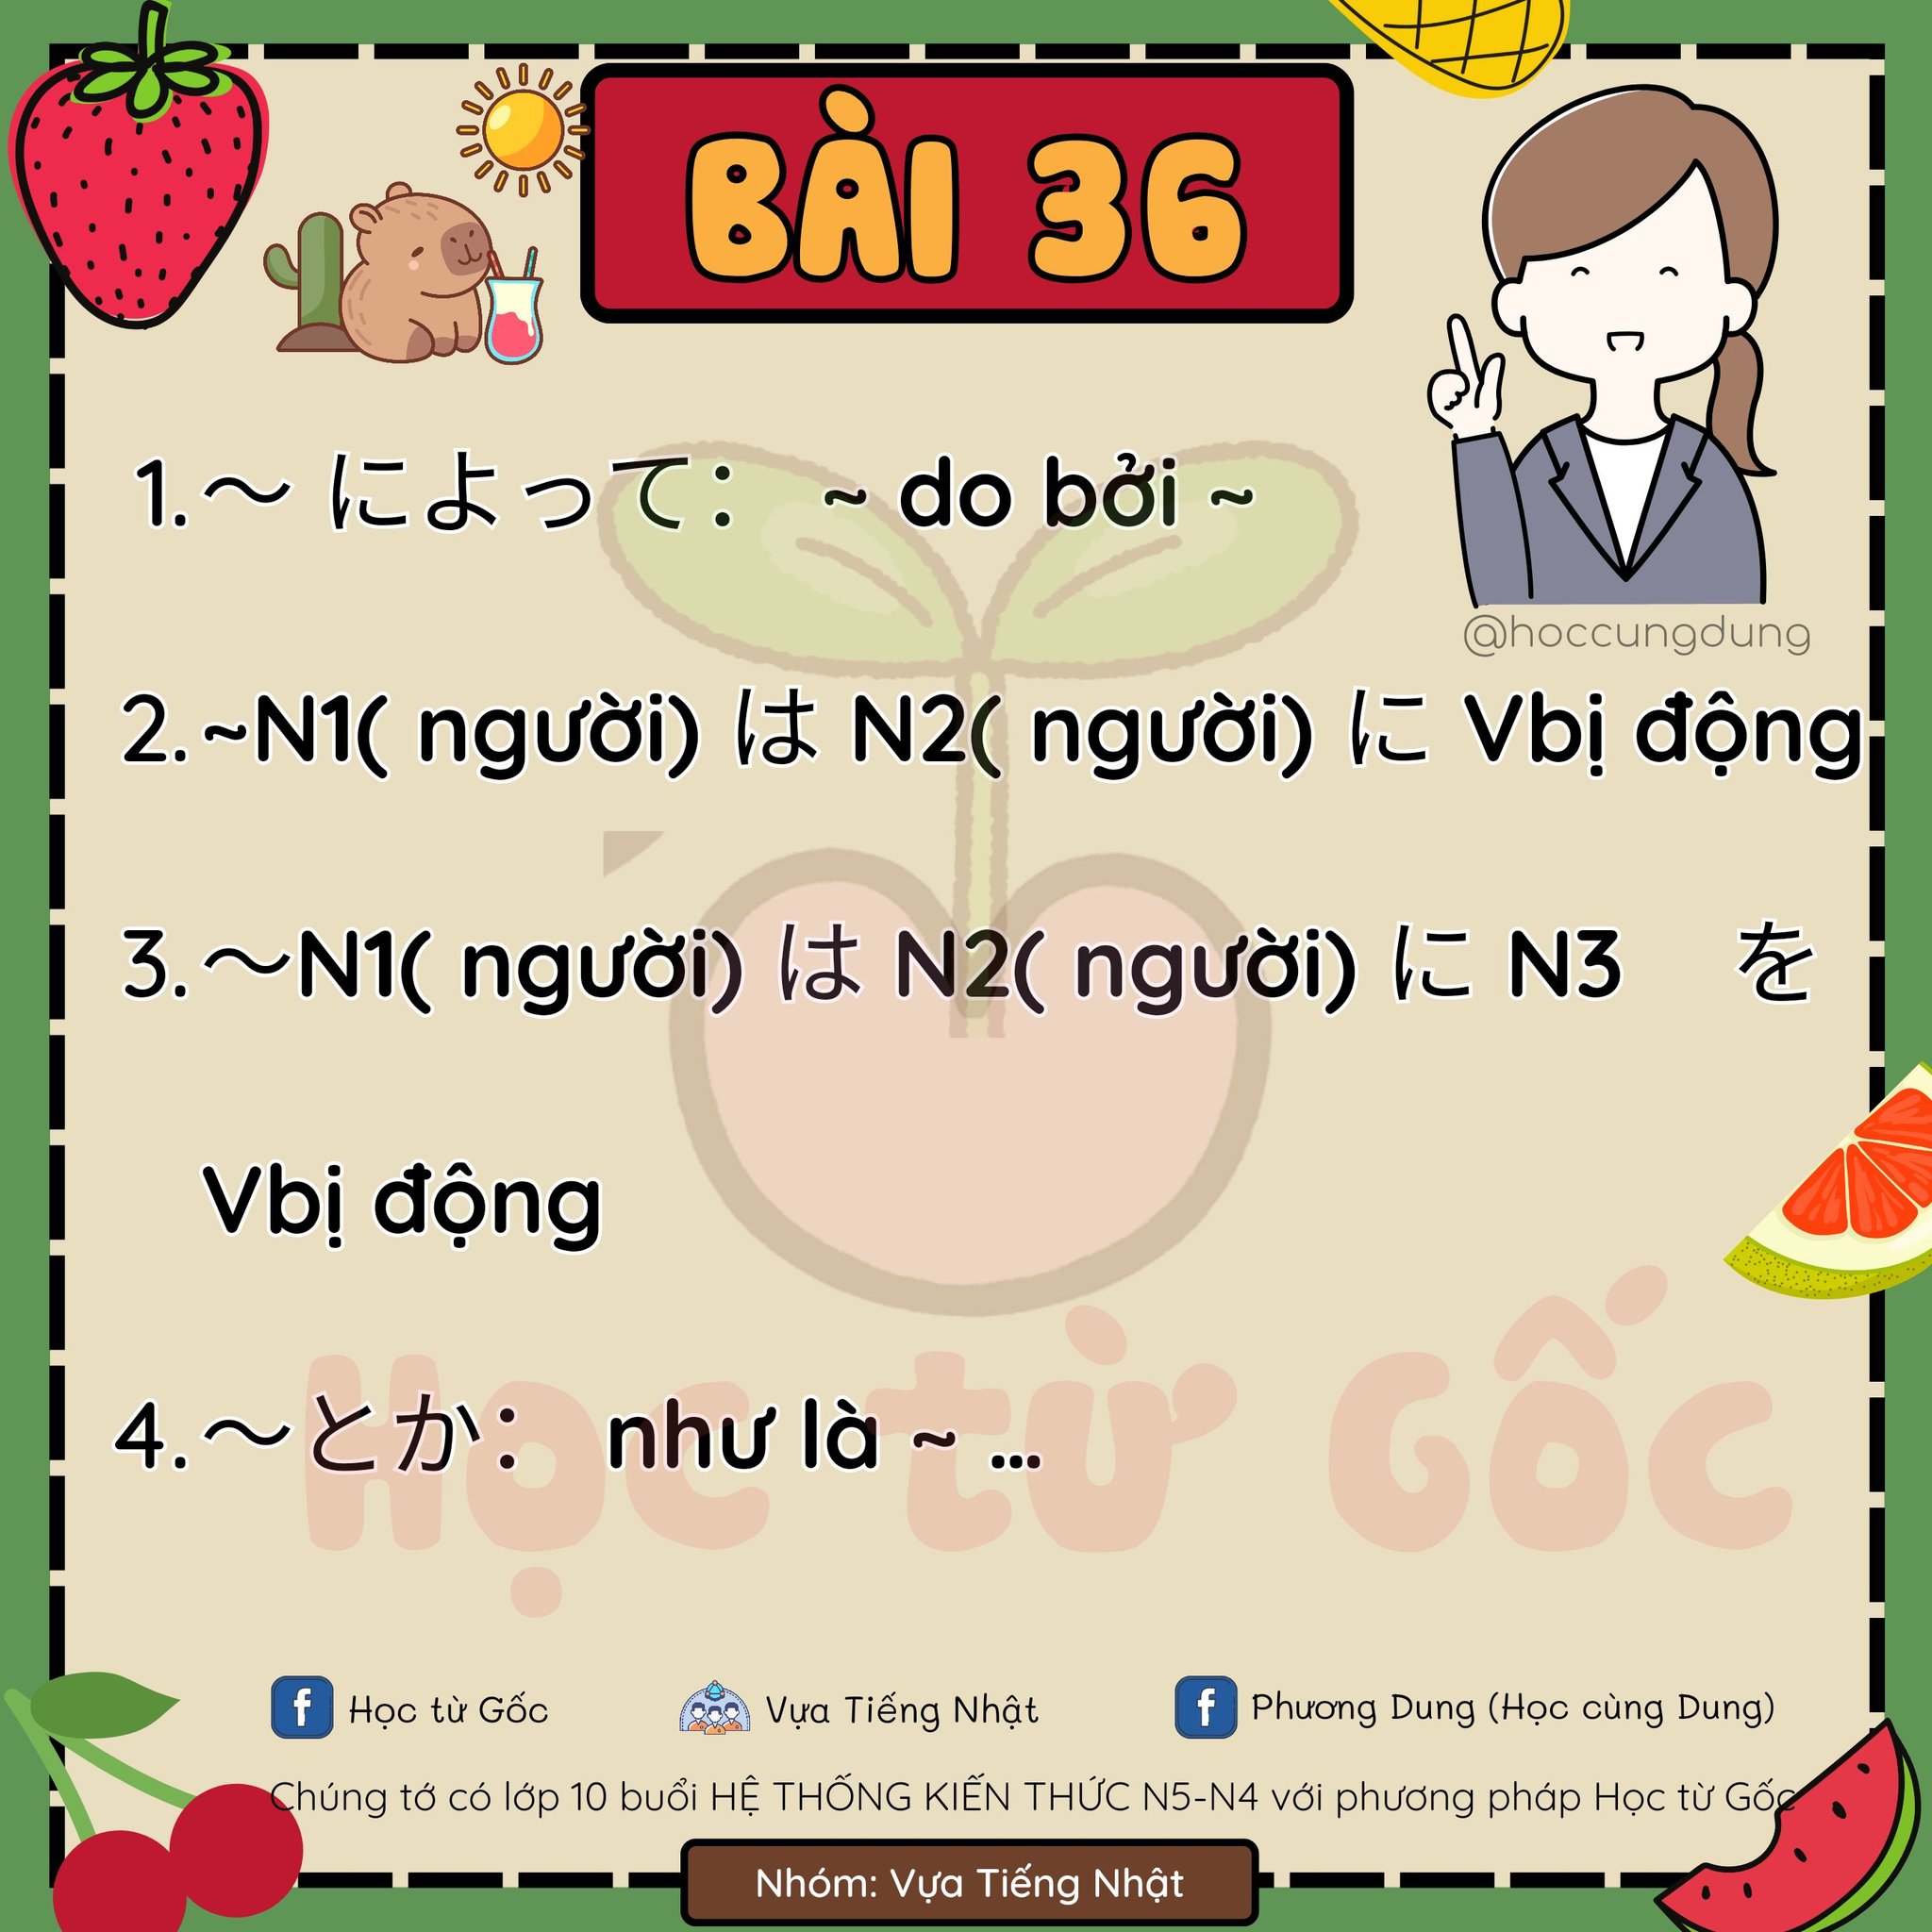 BÀI 36
1. ～ によって： ~ do bởi ~
@hoccungdung
2. ~N1( người) は N2( người) に Vbị động
3. ～N1( người) は N2( người) に N3　を
Vbị động
4. ～とか： như là ~ ...
Học từ Gốc
Học từ Gốc
Vựa Tiếng Nhật
Phương Dung (Học cùng Dung)
Chúng tớ có lớp 10 buổi HỆ THỐNG KIẾN THỨC N5-N4 với phương pháp Học từ Gốc
Nhóm: Vựa Tiếng Nhật